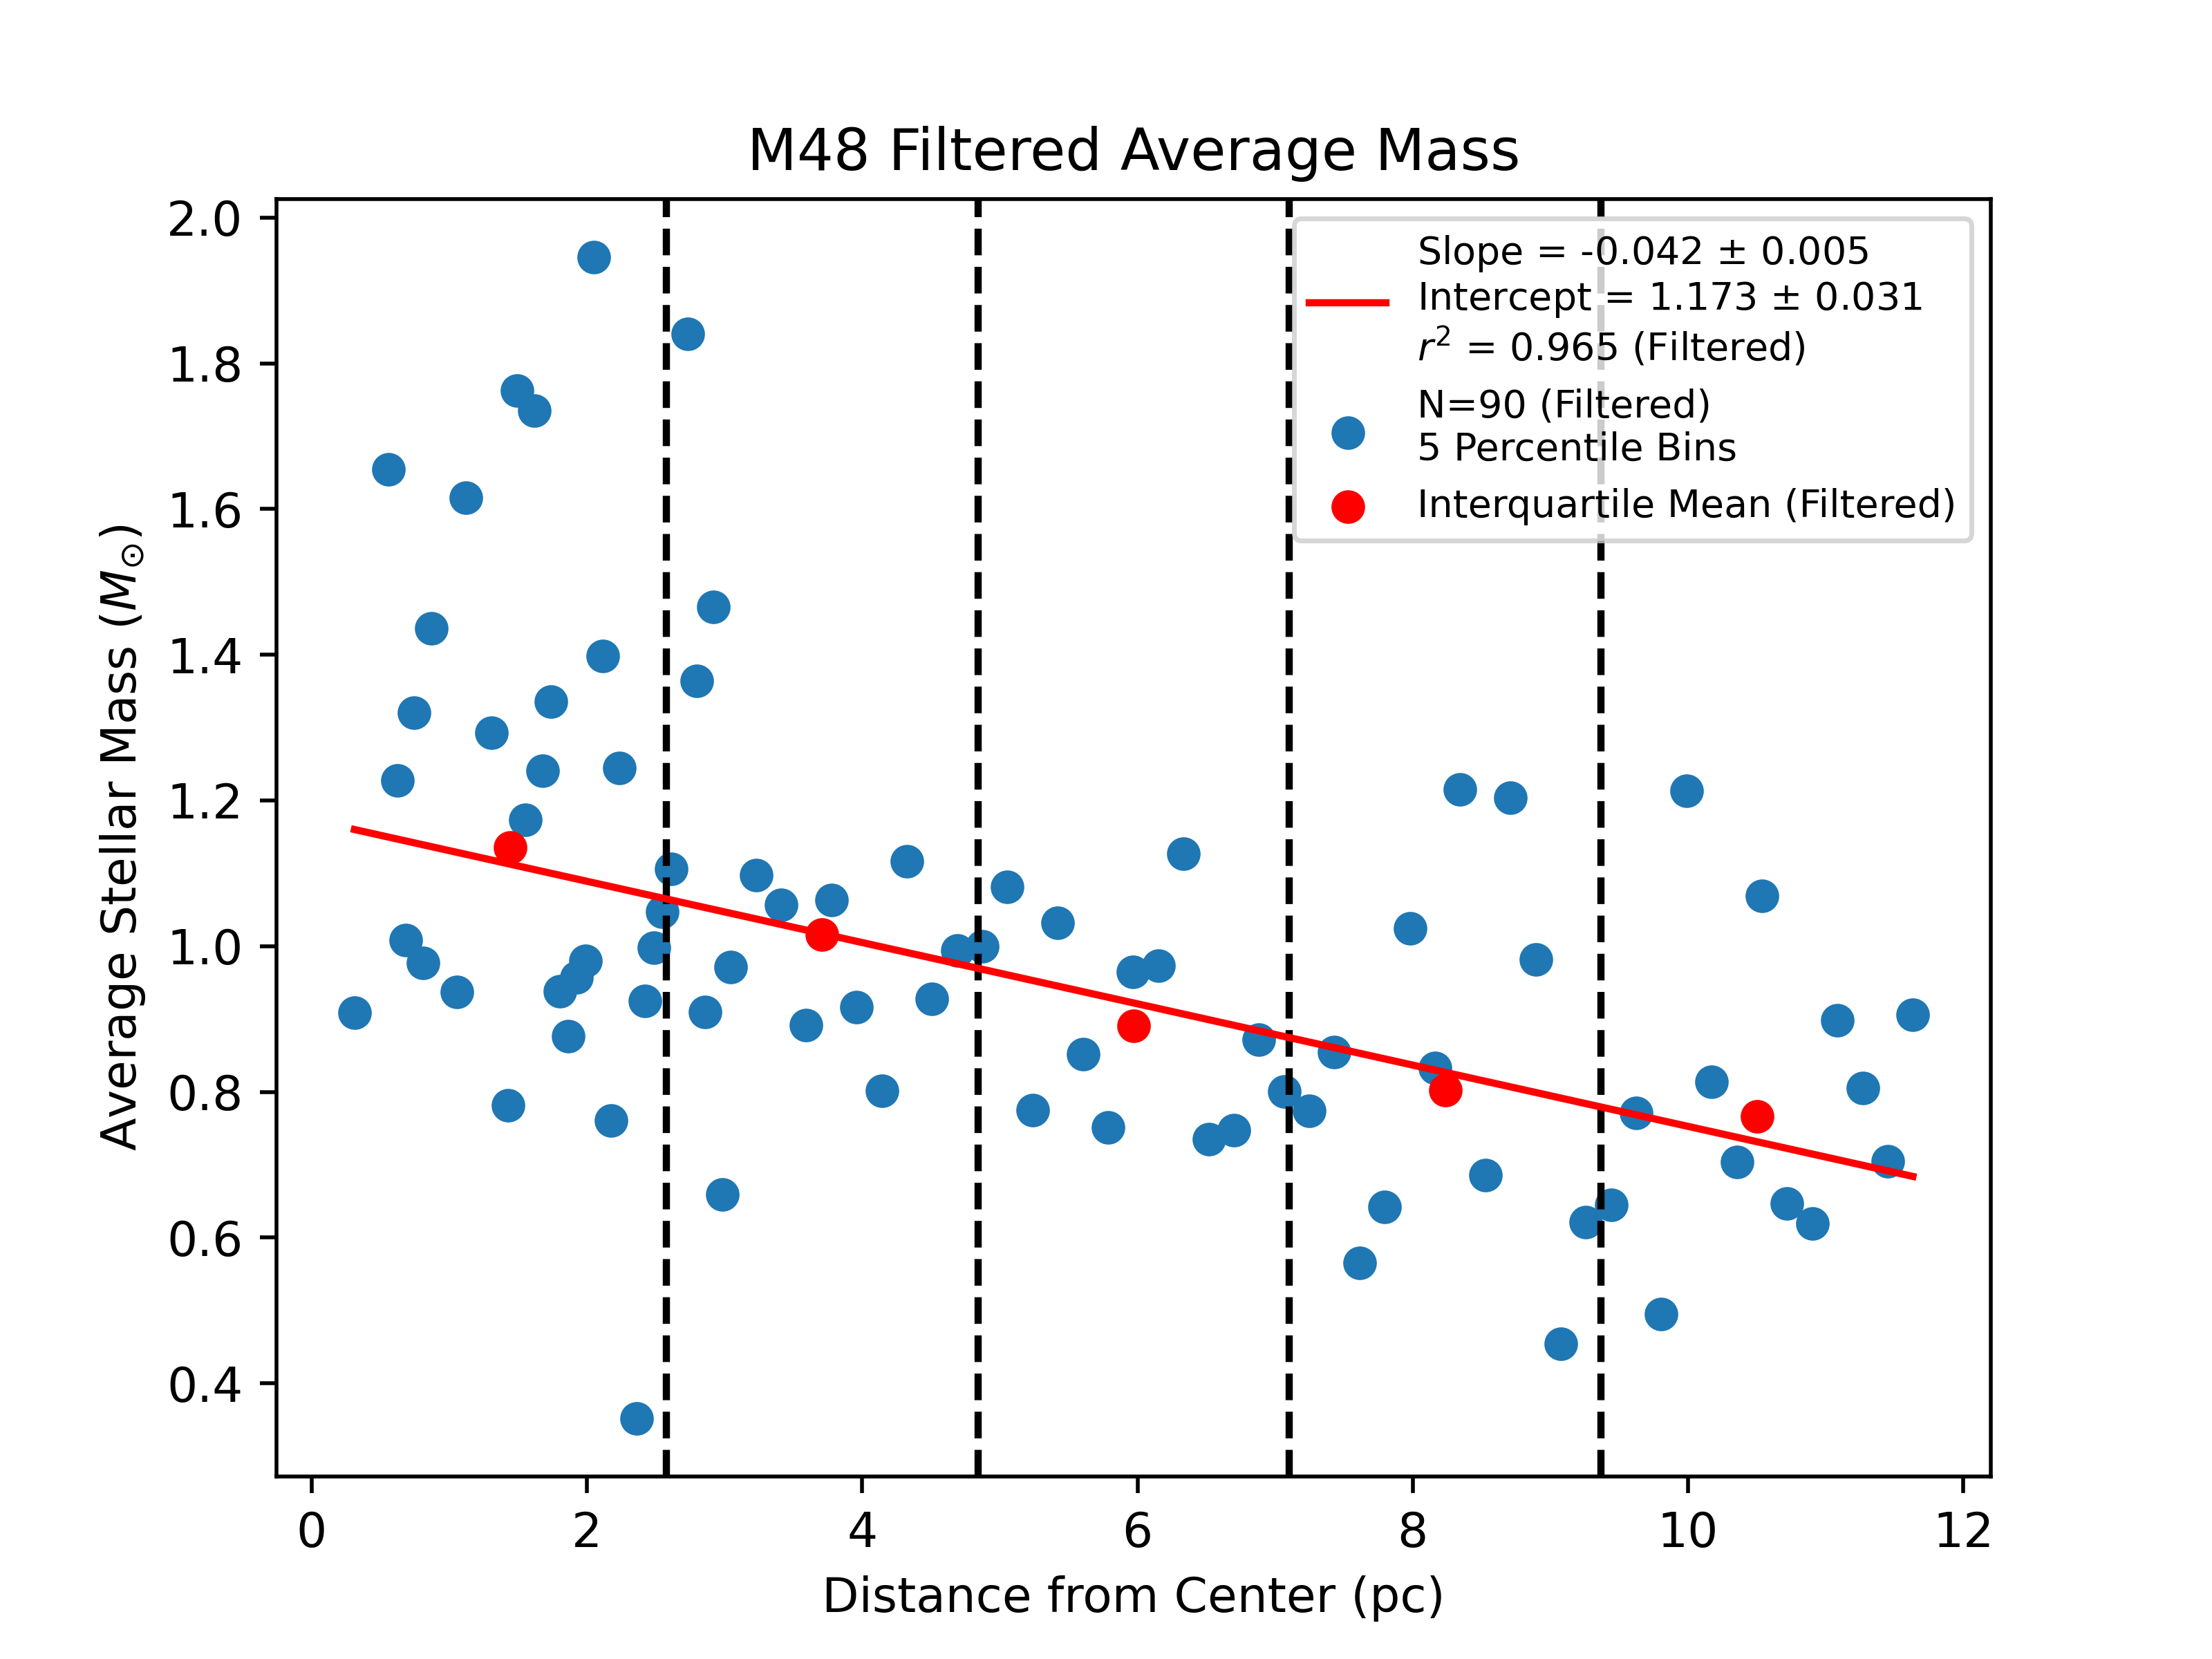 M48 Filtered Average Mass
2.0
1.8
1.6
1.4
1.2
1.0
0.8
0.6
0.4
Average Stellar Mass (M⊙)
Slope = -0.042 ± 0.005
Intercept = 1.173 ± 0.031
r² = 0.965 (Filtered)
N=90 (Filtered)
5 Percentile Bins
Interquartile Mean (Filtered)
0 2 4 6 8 10 12
Distance from Center (pc)